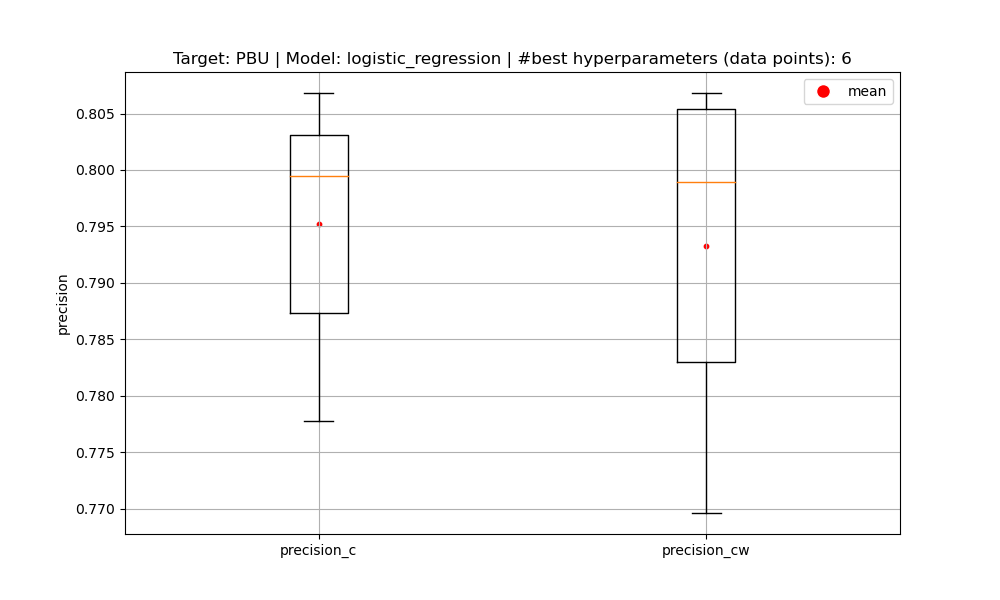 Target: PBU | Model: logistic_regression | #best hyperparameters (data points): 6
mean
precision
0.805
0.800
0.795
0.790
0.785
0.780
0.775
0.770
precision_c
precision_cw